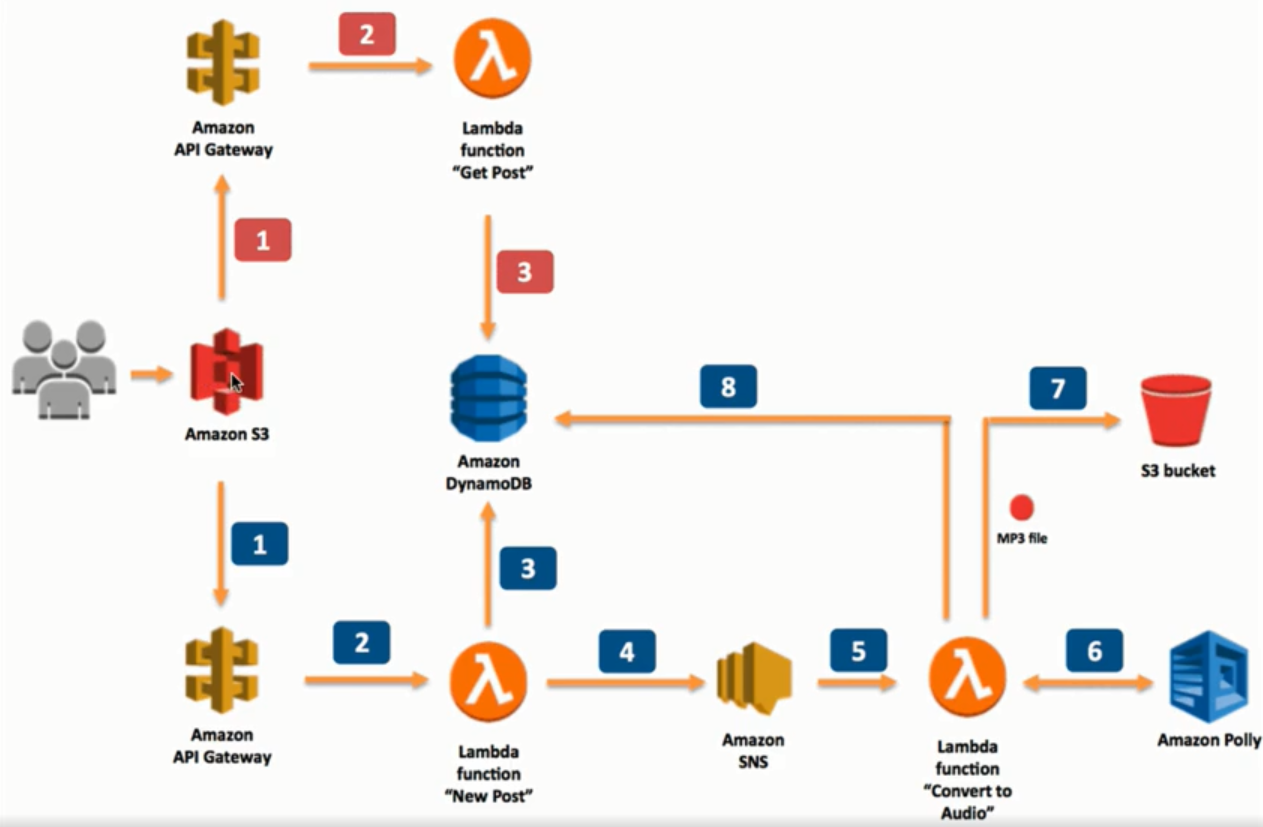 2
Amazon
API Gateway
Lambda
function
“Get Post”
1
3
Amazon S3
Amazon
DynamoDB
8
7
S3 bucket
MP3 file
1
3
2
4
5
6
Amazon
API Gateway
Lambda
function
“New Post”
Amazon
SNS
Lambda
function
“Convert to
Audio”
Amazon Polly
λ
λ
λ